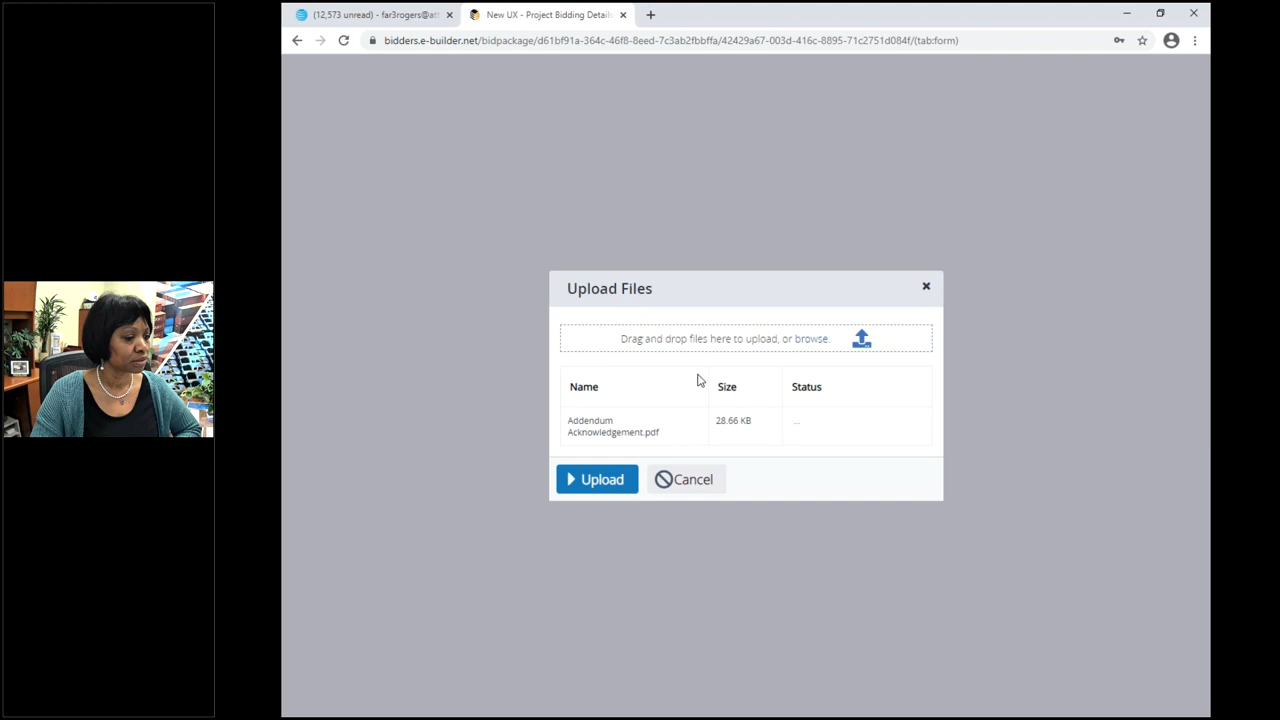 (12,573 unread) - far3rogers@att
New UX - Project Bidding Details
bidders.e-builder.net/bidpackage/d61bf91a-364c-46f8-8eed-7c3ab2fbbffa/42429a67-003d-416c-8895-71c2751d084f/(tab:form)
Upload Files
Drag and drop files here to upload, or browse.
Name Size Status
Addendum
Acknowledgement.pdf
28.66 KB
...
Upload Cancel